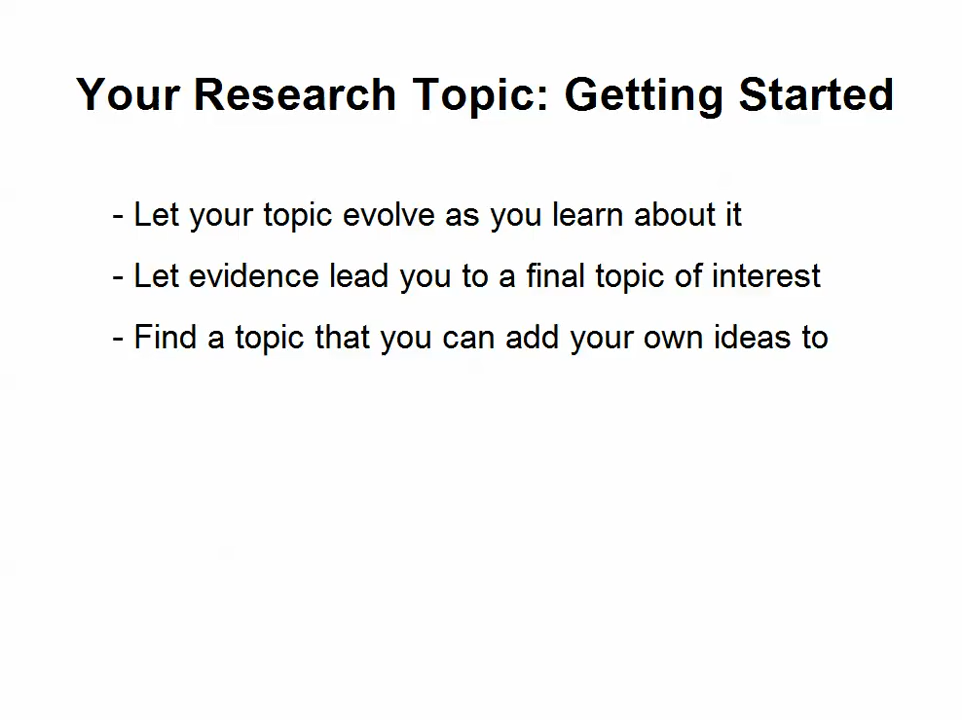 Your Research Topic: Getting Started
- Let your topic evolve as you learn about it
- Let evidence lead you to a final topic of interest
- Find a topic that you can add your own ideas to